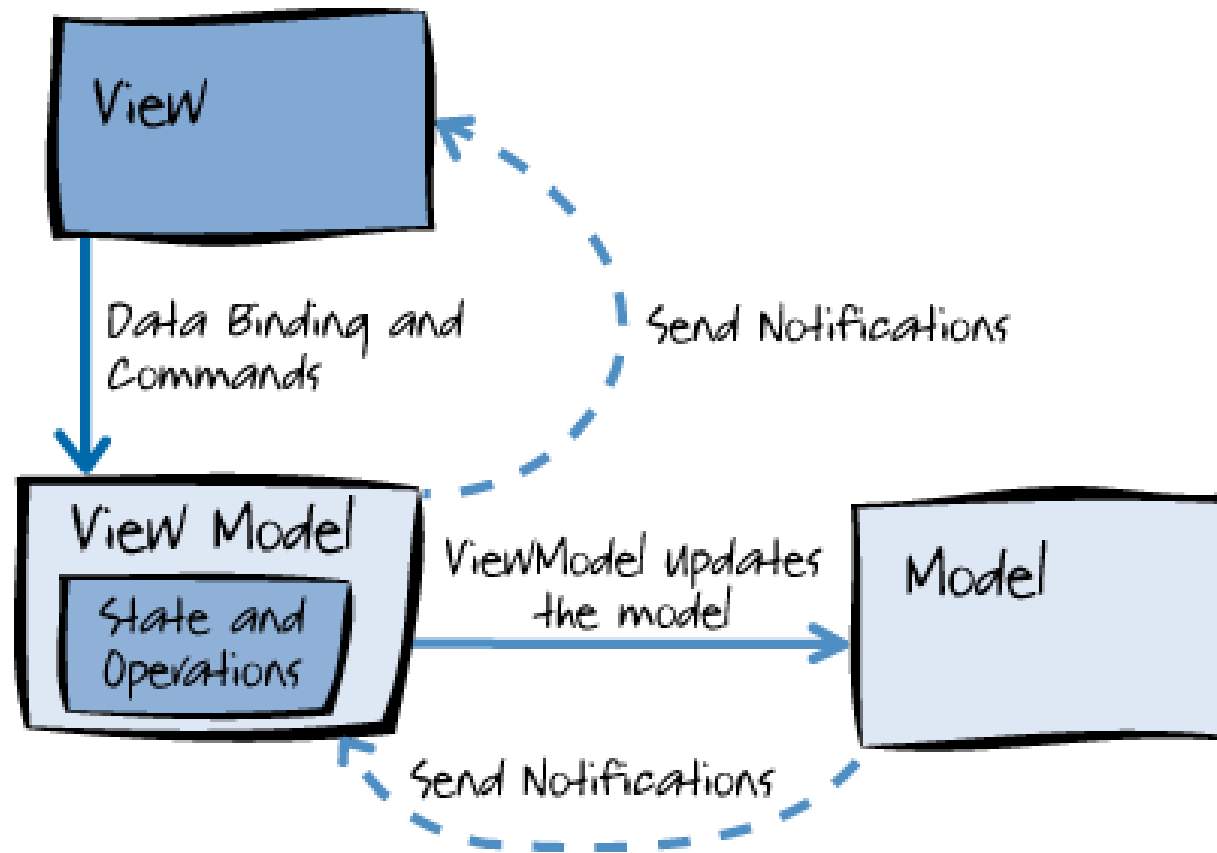 View
Data Binding and
Commands
Send Notifications
View Model
State and
Operations
ViewModel updates
the model
Model
Send Notifications